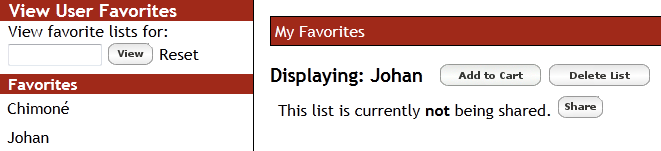 View User Favorites
View favorite lists for:
View Reset
Favorites
Chimoné
Johan
My Favorites
Displaying: Johan Add to Cart Delete List
This list is currently not being shared. Share